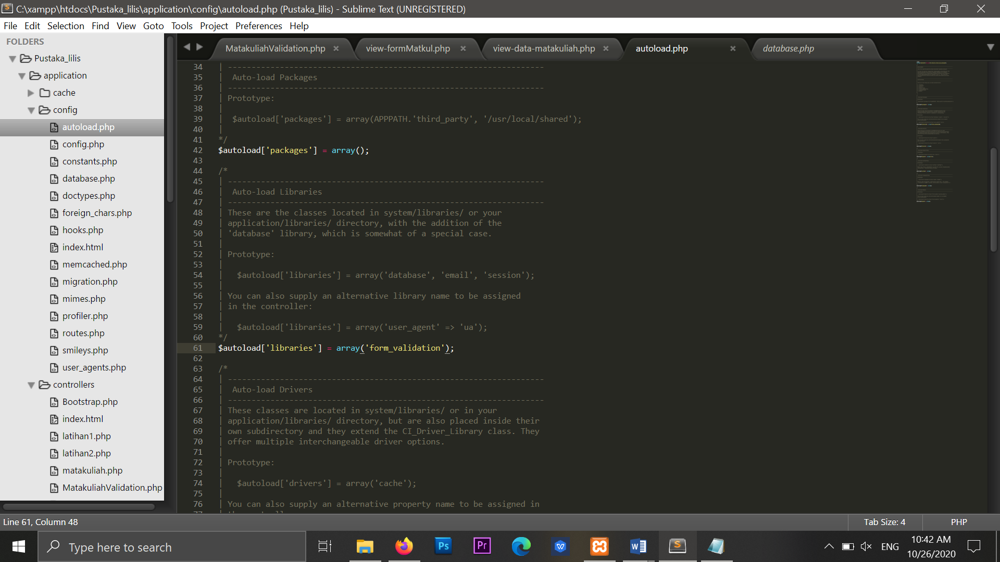 C:\xampp\htdocs\Pustaka_lilis\application\config\autoload.php (Pustaka_lilis) - Sublime Text (UNREGISTERED)
File Edit Selection Find View Goto Tools Project Preferences Help
FOLDERS
Pustaka_lilis
application
cache
config
autoload.php
config.php
constants.php
database.php
doctypes.php
foreign_chars.php
hooks.php
index.html
memcached.php
migration.php
mimes.php
profiler.php
routes.php
smileys.php
user_agents.php
controllers
Bootstrap.php
index.html
latihan1.php
latihan2.php
matakuliah.php
MatakuliahValidation.php
MatakuliahValidation.php × view-formMatkul.php × view-data-matakuliah.php × autoload.php × database.php ×
34 | -------------------------------------------------------------------
35 |  Auto-load Packages
36 | -------------------------------------------------------------------
37 | Prototype:
38 |
39 |  $autoload['packages'] = array(APPPATH.'third_party', '/usr/local/shared');
40 |
41 */
42 $autoload['packages'] = array();
43
44 /*
45 | -------------------------------------------------------------------
46 |  Auto-load Libraries
47 | -------------------------------------------------------------------
48 | These are the classes located in system/libraries/ or your
49 | application/libraries/ directory, with the addition of the
50 | 'database' library, which is somewhat of a special case.
51 |
52 | Prototype:
53 |
54 |   $autoload['libraries'] = array('database', 'email', 'session');
55 |
56 | You can also supply an alternative library name to be assigned
57 | in the controller:
58 |
59 |   $autoload['libraries'] = array('user_agent' => 'ua');
60 */
61 $autoload['libraries'] = array('form_validation');
62
63 /*
64 | -------------------------------------------------------------------
65 |  Auto-load Drivers
66 | -------------------------------------------------------------------
67 | These classes are located in system/libraries/ or in your
68 | application/libraries/ directory, but are also placed inside their
69 | own subdirectory and they extend the CI_Driver_Library class. They
70 | offer multiple interchangeable driver options.
71 |
72 | Prototype:
73 |
74 |   $autoload['drivers'] = array('cache');
75 |
76 | You can also supply an alternative property name to be assigned in
Line 61, Column 48
Tab Size: 4 PHP
Type here to search
Ps
Pr
ENG
10:42 AM
10/26/2020